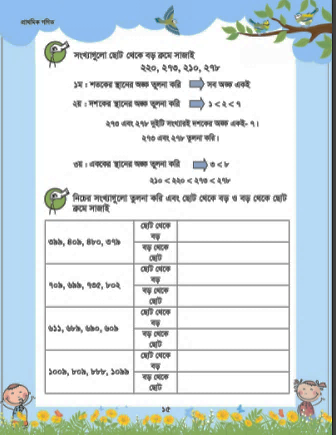 প্রাথমিক গণিত
সংখ্যাগুলো ছোট থেকে বড় ক্রমে সাজাই
২২০, ২৭৩, ২১০, ২৭৮
১ম : শতকের স্থানের অঙ্ক তুলনা করি সব অঙ্ক একই
২য়: দশকের স্থানের অঙ্ক তুলনা করি ১ < ২ < ৭
২৭৩ এবং ২৭৮ দুইটি সংখ্যারই দশকের অঙ্ক একই- ৭।
২৭৩ এবং ২৭৮ তুলনা করি।
৩য়: এককের স্থানের অঙ্ক তুলনা করি ৩ < ৮
২১০ < ২২০ < ২৭৩ < ২৭৮
নিচের সংখ্যাগুলো তুলনা করি এবং ছোট থেকে বড় ও বড় থেকে ছোট
ক্রমে সাজাই
৩৯৯, ৪০৯, ৪৮০, ৩৭৯
ছোট থেকে
বড়
বড় থেকে
ছোট
৭০৯, ৬৯৯, ৭৩৫, ৮০২
ছোট থেকে
বড়
বড় থেকে
ছোট
৬১১, ৬৮৯, ৬৯০, ৬০৯
ছোট থেকে
বড়
বড় থেকে
ছোট
১০০৯, ৮০৯, ৮৮৮, ১০৯৯
ছোট থেকে
বড়
বড় থেকে
ছোট
১৫